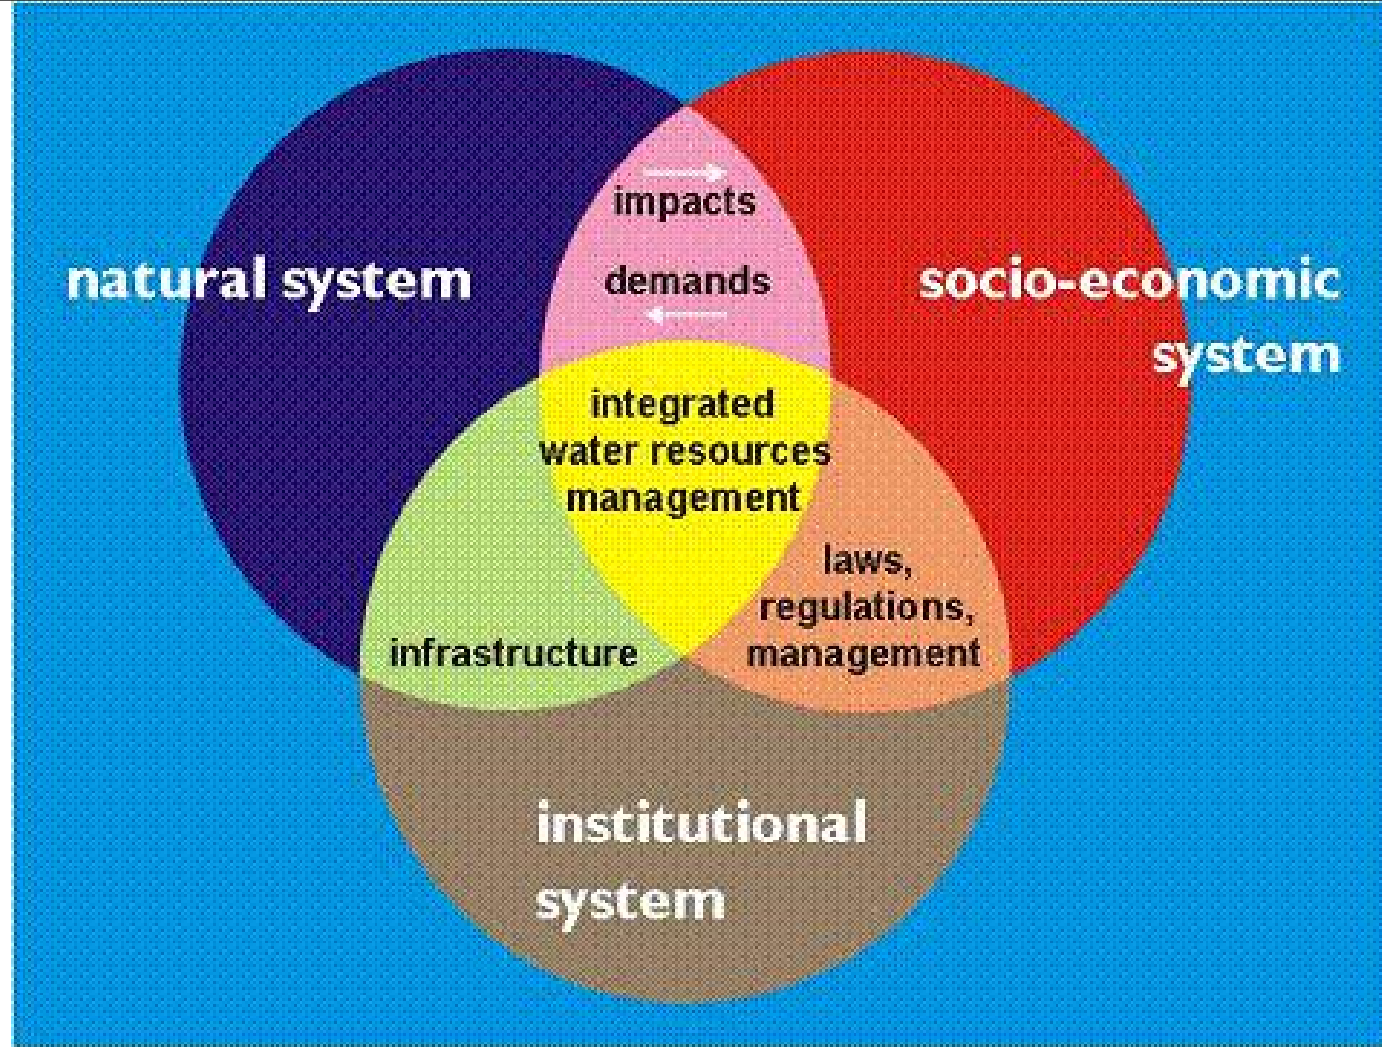 impacts
demands
natural system
socio-economic
system
integrated
water resources
management
laws,
regulations,
management
infrastructure
institutional
system